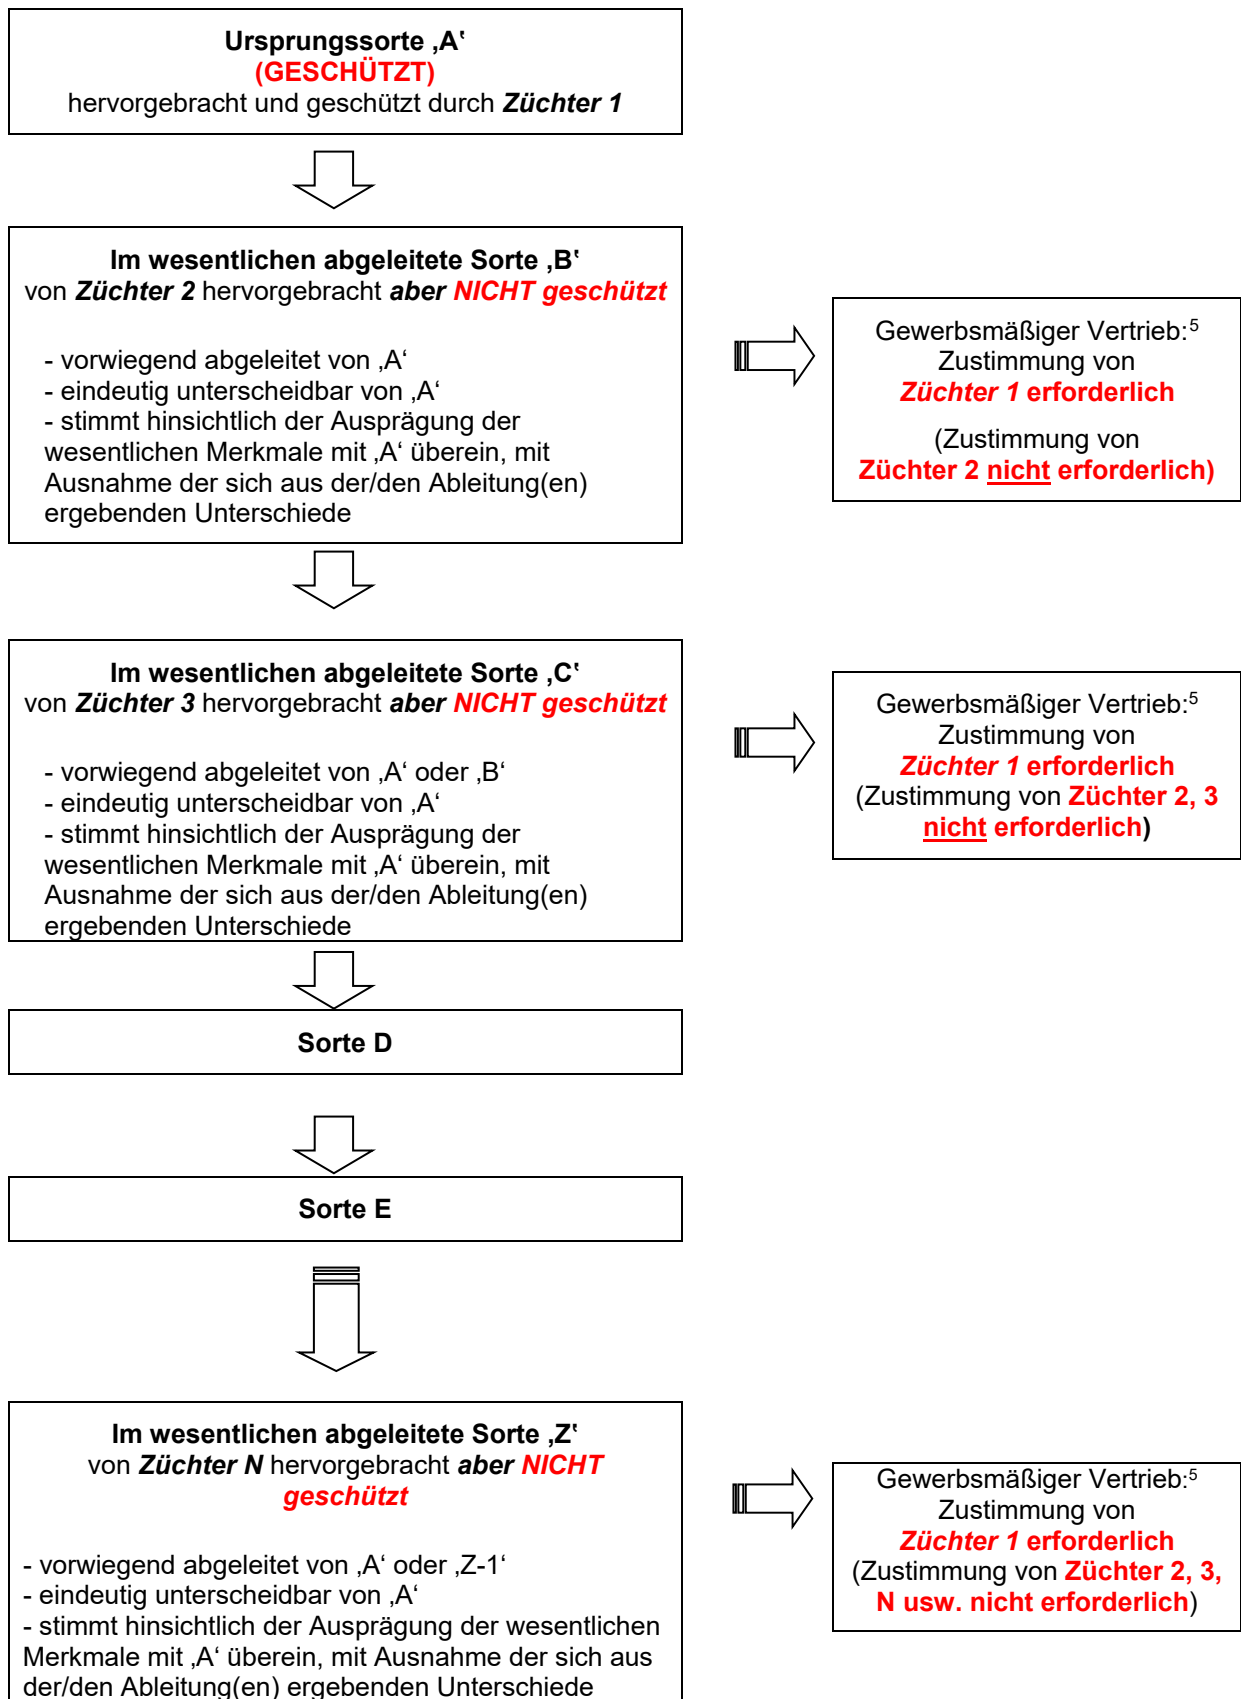 Ursprungssorte ‚A‛
(GESCHÜTZT)
hervorgebracht und geschützt durch Züchter 1
Im wesentlichen abgeleitete Sorte ‚B‛
von Züchter 2 hervorgebracht aber NICHT geschützt
- vorwiegend abgeleitet von ‚A‘
- eindeutig unterscheidbar von ‚A‘
- stimmt hinsichtlich der Ausprägung der
wesentlichen Merkmale mit ‚A‘ überein, mit
Ausnahme der sich aus der/den Ableitung(en)
ergebenden Unterschiede
Gewerbsmäßiger Vertrieb:5
Zustimmung von
Züchter 1 erforderlich
(Zustimmung von
Züchter 2 nicht erforderlich)
Im wesentlichen abgeleitete Sorte ‚C‛
von Züchter 3 hervorgebracht aber NICHT geschützt
- vorwiegend abgeleitet von ‚A‘ oder ‚B‘
- eindeutig unterscheidbar von ‚A‘
- stimmt hinsichtlich der Ausprägung der
wesentlichen Merkmale mit ‚A‘ überein, mit
Ausnahme der sich aus der/den Ableitung(en)
ergebenden Unterschiede
Gewerbsmäßiger Vertrieb:5
Zustimmung von
Züchter 1 erforderlich
(Zustimmung von Züchter 2, 3
nicht erforderlich)
Sorte D
Sorte E
Im wesentlichen abgeleitete Sorte ‚Z‛
von Züchter N hervorgebracht aber NICHT
geschützt
- vorwiegend abgeleitet von ‚A‘ oder ‚Z-1‘
- eindeutig unterscheidbar von ‚A‘
- stimmt hinsichtlich der Ausprägung der wesentlichen
Merkmale mit ‚A‘ überein, mit Ausnahme der sich aus
der/den Ableitung(en) ergebenden Unterschiede
Gewerbsmäßiger Vertrieb:5
Zustimmung von
Züchter 1 erforderlich
(Zustimmung von Züchter 2, 3,
N usw. nicht erforderlich)